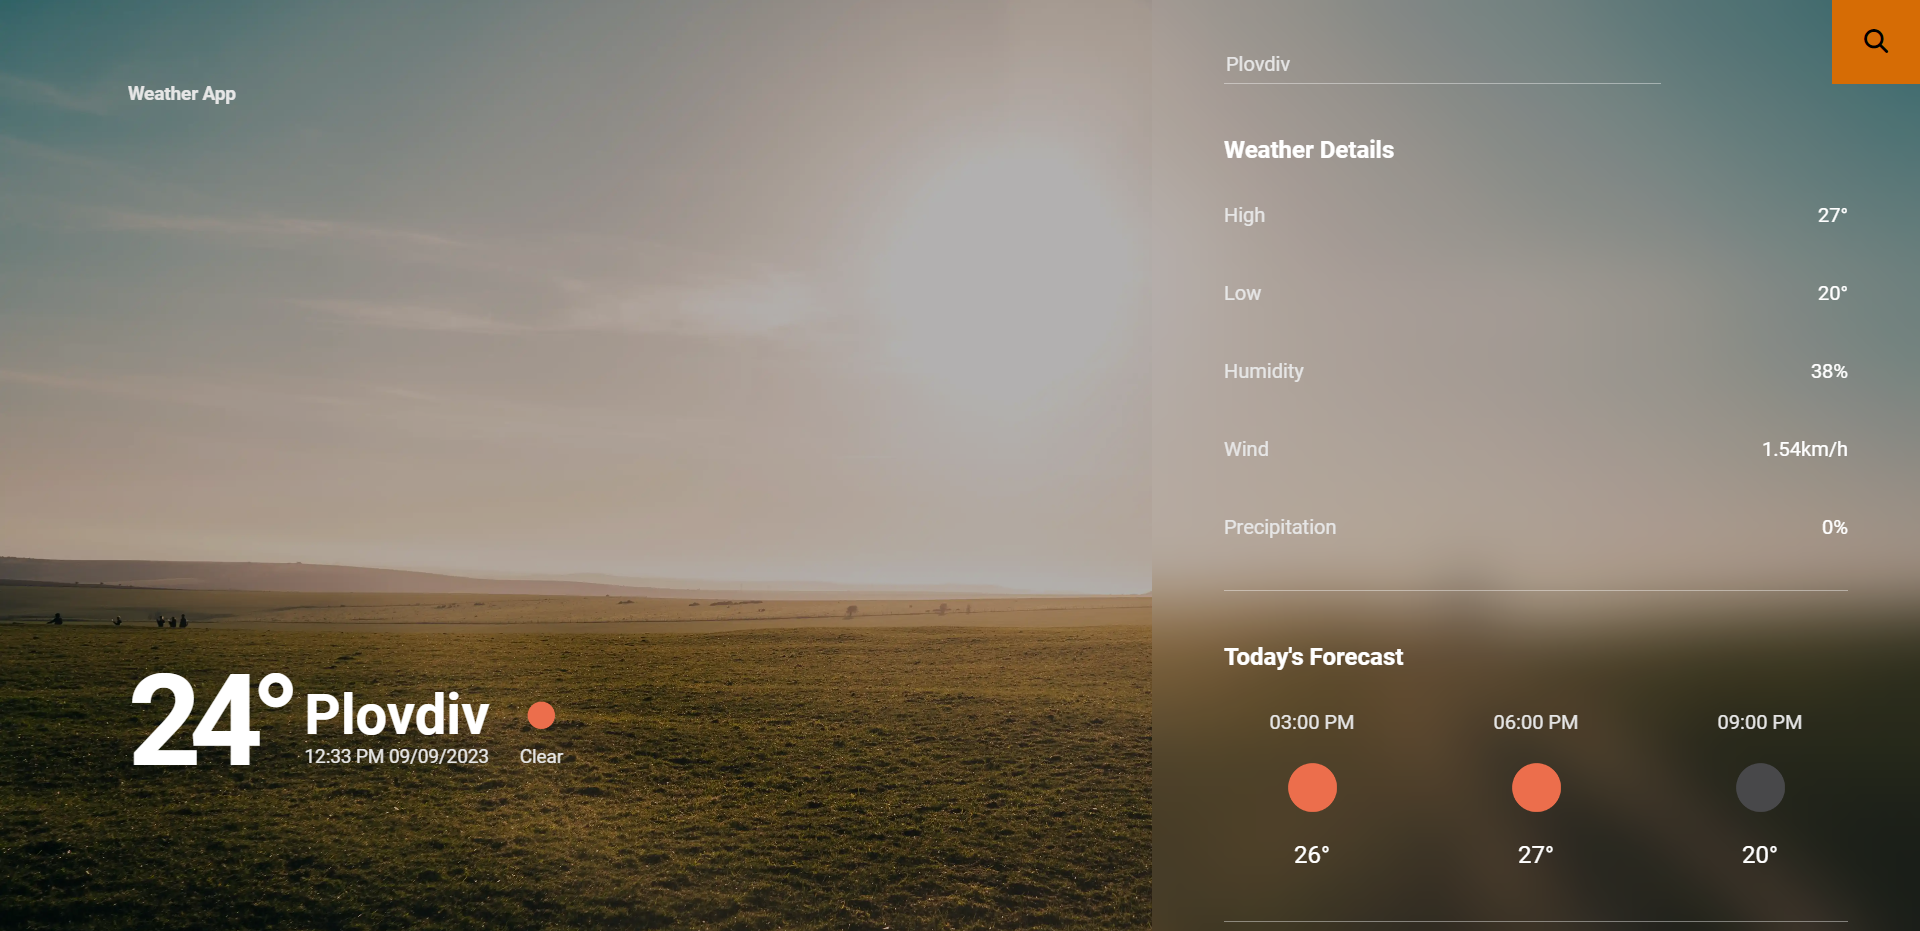 Weather App
24° Plovdiv
12:33 PM 09/09/2023 Clear
Plovdiv
Weather Details
High 27°
Low 20°
Humidity 38%
Wind 1.54km/h
Precipitation 0%
Today's Forecast
03:00 PM 06:00 PM 09:00 PM
26° 27° 20°